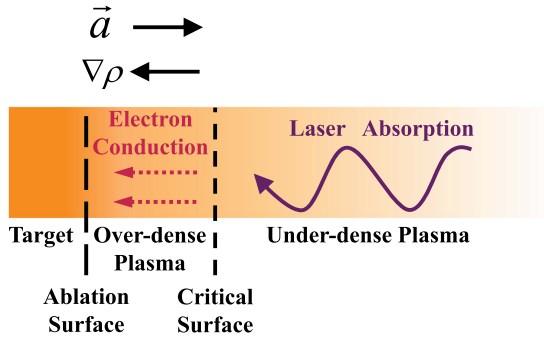 a⃗
∇ρ
Electron
Conduction
Laser Absorption
Target
Over-dense
Plasma
Under-dense Plasma
Ablation
Surface
Critical
Surface